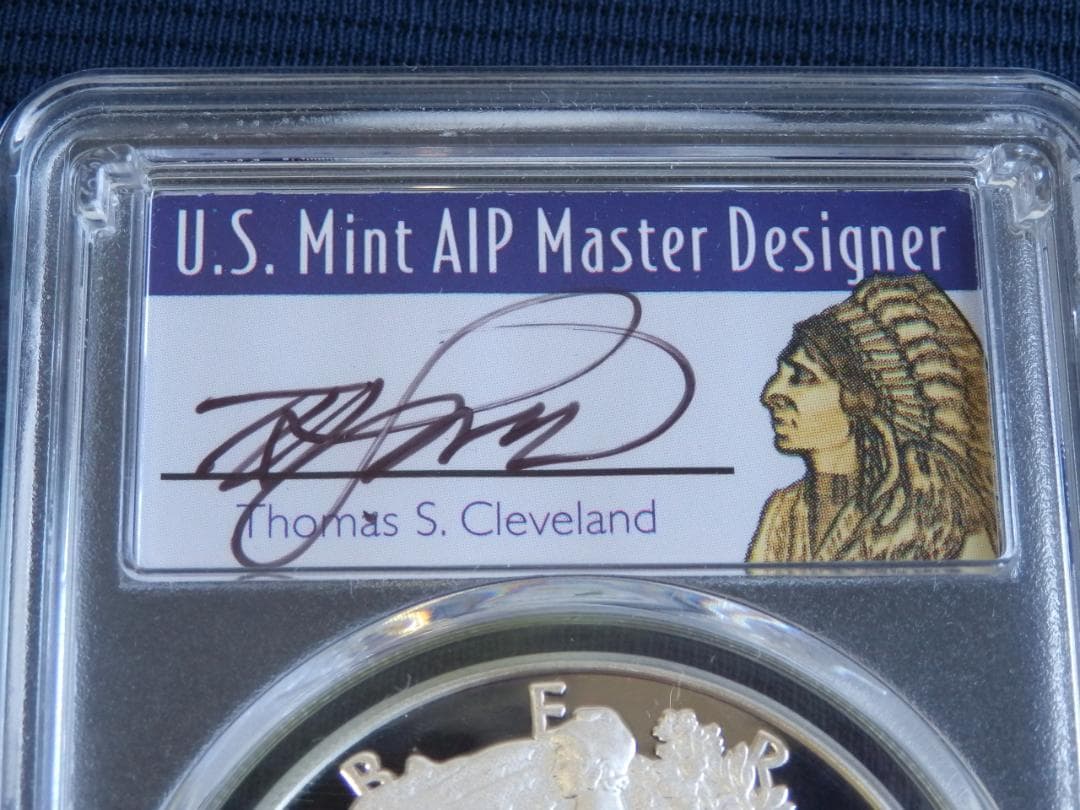 U.S. Mint AIP Master Designer
Thomas S. Cleveland
B E R